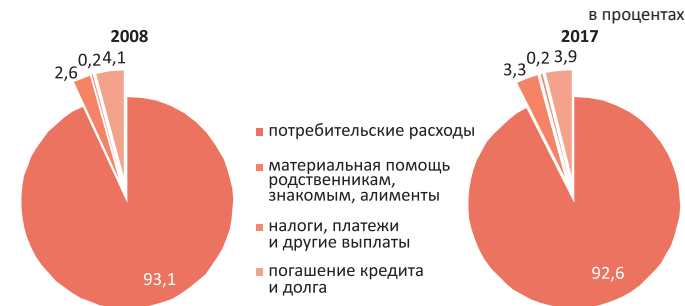 в процентах
2008
2017
2,6
0,2
4,1
3,3
0,2
3,9
потребительские расходы
материальная помощь
родственникам,
знакомым, алименты
налоги, платежи
и другие выплаты
погашение кредита
и долга
93,1
92,6